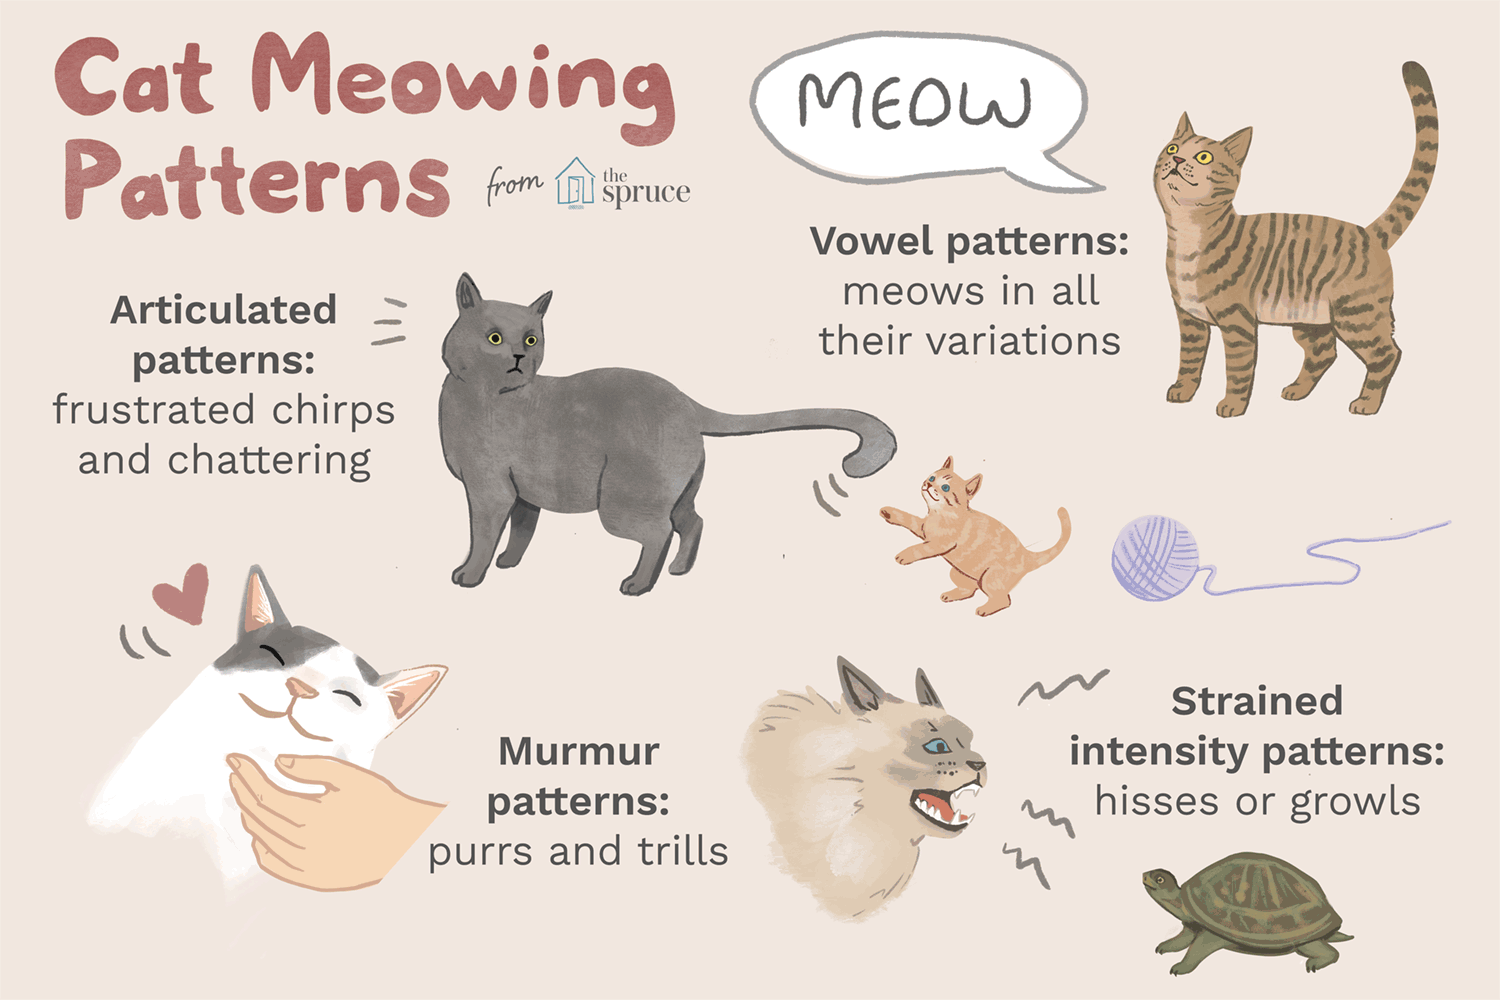 Cat Meowing
Patterns
from the spruce
MEOW
Vowel patterns:
meows in all
their variations
Articulated
patterns:
frustrated chirps
and chattering
Murmur
patterns:
purrs and trills
Strained
intensity patterns:
hisses or growls